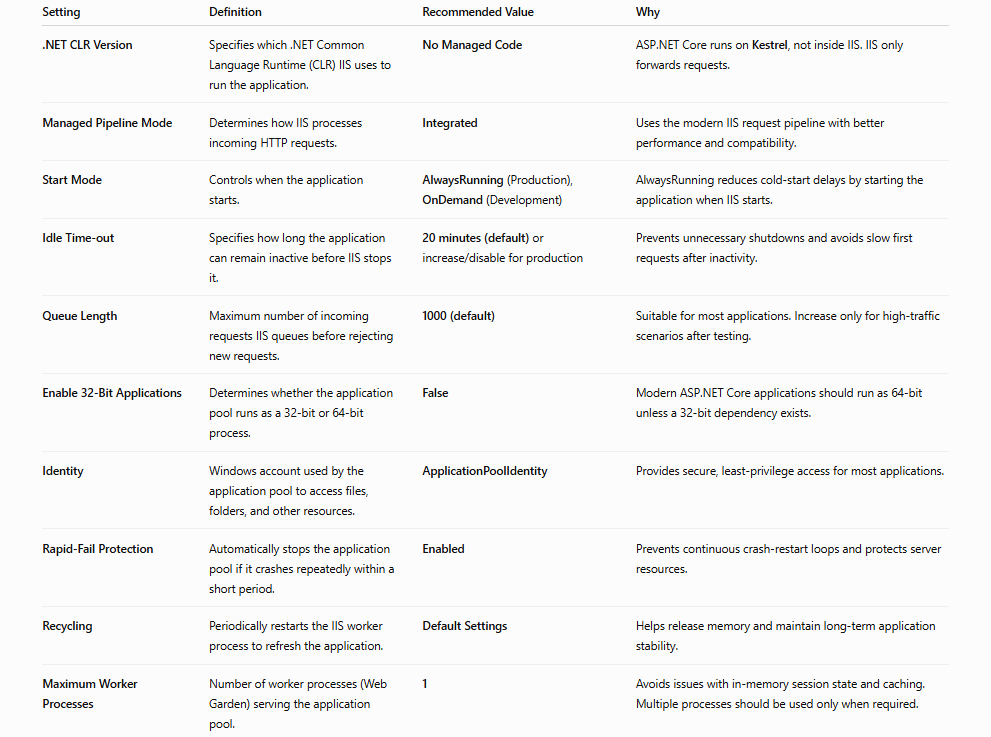 Setting Definition Recommended Value Why
.NET CLR Version Specifies which .NET Common No Managed Code ASP.NET Core runs on Kestrel, not inside IIS. IIS only
Language Runtime (CLR) IIS uses to forwards requests.
run the application.
Managed Pipeline Mode Determines how IIS processes Integrated Uses the modern IIS request pipeline with better
incoming HTTP requests. performance and compatibility.
Start Mode Controls when the application AlwaysRunning (Production), AlwaysRunning reduces cold-start delays by starting the
starts. OnDemand (Development) application when IIS starts.
Idle Time-out Specifies how long the application 20 minutes (default) or Prevents unnecessary shutdowns and avoids slow first
can remain inactive before IIS stops increase/disable for production requests after inactivity.
it.
Queue Length Maximum number of incoming 1000 (default) Suitable for most applications. Increase only for high-traffic
requests IIS queues before rejecting scenarios after testing.
new requests.
Enable 32-Bit Applications Determines whether the application False Modern ASP.NET Core applications should run as 64-bit
pool runs as a 32-bit or 64-bit unless a 32-bit dependency exists.
process.
Identity Windows account used by the ApplicationPoolIdentity Provides secure, least-privilege access for most applications.
application pool to access files,
folders, and other resources.
Rapid-Fail Protection Automatically stops the application Enabled Prevents continuous crash-restart loops and protects server
pool if it crashes repeatedly within a resources.
short period.
Recycling Periodically restarts the IIS worker Default Settings Helps release memory and maintain long-term application
process to refresh the application. stability.
Maximum Worker Number of worker processes (Web 1 Avoids issues with in-memory session state and caching.
Processes Garden) serving the application Multiple processes should be used only when required.
pool.